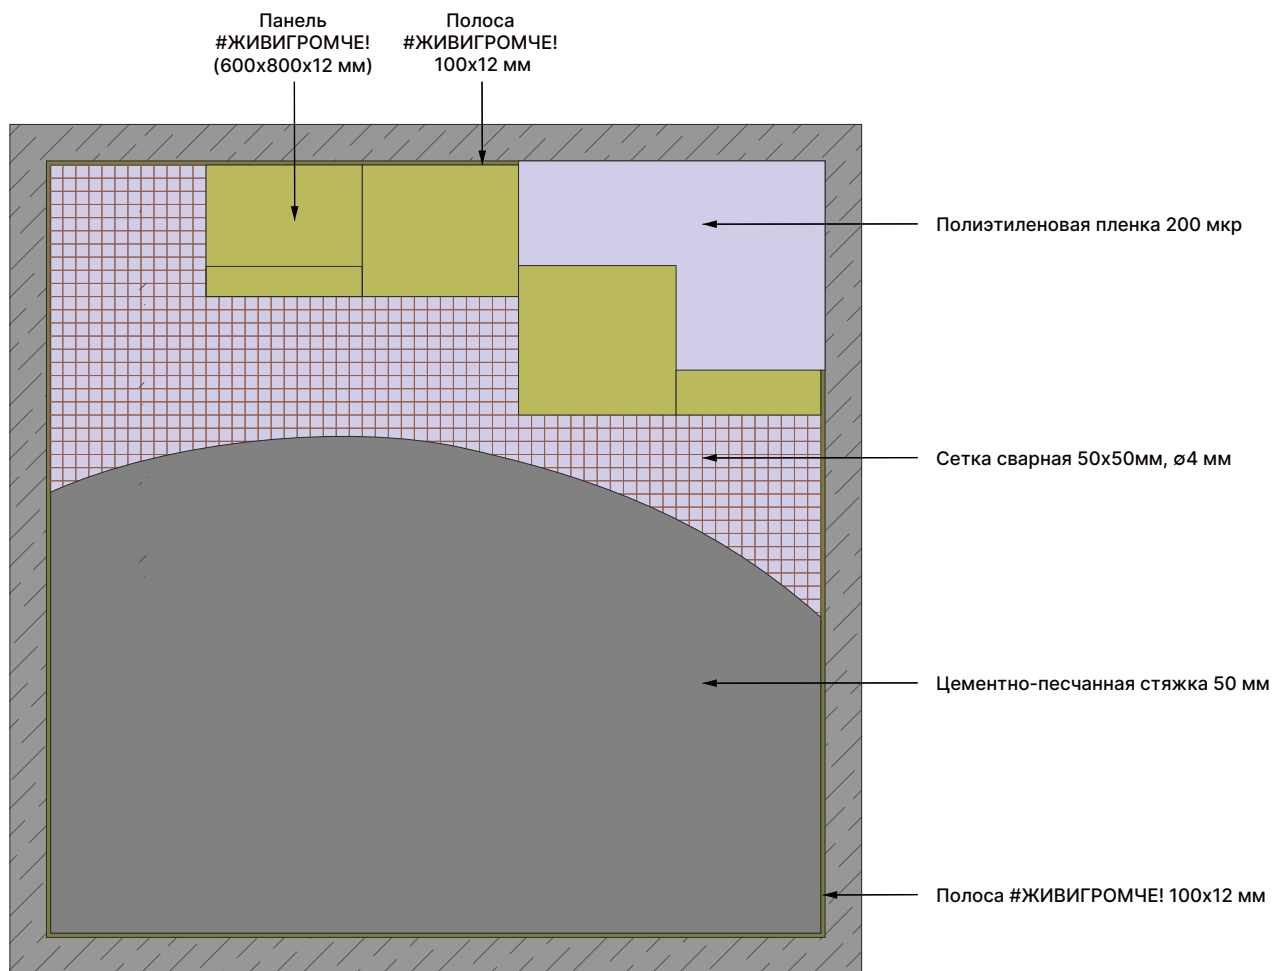 Панель
#ЖИВИГРОМЧЕ!
(600х800х12 мм)
Полоса
#ЖИВИГРОМЧЕ!
100х12 мм
Полиэтиленовая пленка 200 мкр
Сетка сварная 50х50мм, ø4 мм
Цементно-песчанная стяжка 50 мм
Полоса #ЖИВИГРОМЧЕ! 100х12 мм